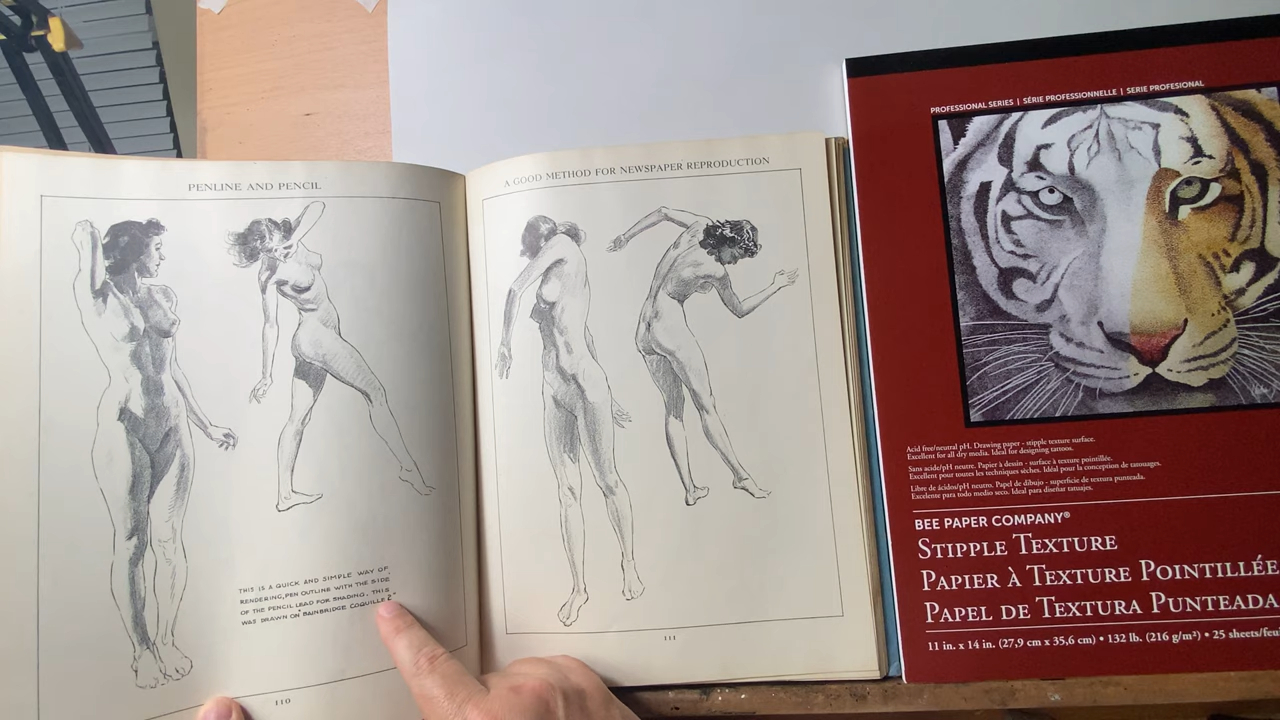 PENLINE AND PENCIL
THIS IS A QUICK AND SIMPLE WAY OF
RENDERING, PEN OUTLINE WITH THE SIDE
OF THE PENCIL LEAD FOR SHADING. THIS
WAS DRAWN ON "BAINBRIDGE COQUILLE
110
A GOOD METHOD FOR NEWSPAPER REPRODUCTION
111
PROFESSIONAL SERIES | SÉRIE PROFESSIONNELLE | SERIE PROFESIONAL
Acid free/neutral pH. Drawing paper - stipple texture surface.
Excellent for all dry media. Ideal for designing tattoos.
Sans acide/pH neutre. Papier à dessin - surface à texture pointillée.
Excellent pour toutes les techniques sèches. Idéal pour la conception de tatouages.
Libre de ácidos/pH neutro. Papel de dibujo - superficie de textura punteada.
Excelente para todo medio seco. Ideal para diseñar tatuajes.
BEE PAPER COMPANY®
STIPPLE TEXTURE
PAPIER À TEXTURE POINTILLÉE
PAPEL DE TEXTURA PUNTEADA
11 in. x 14 in. (27,9 cm x 35,6 cm) • 132 lb. (216 g/m²) • 25 sheets/feu